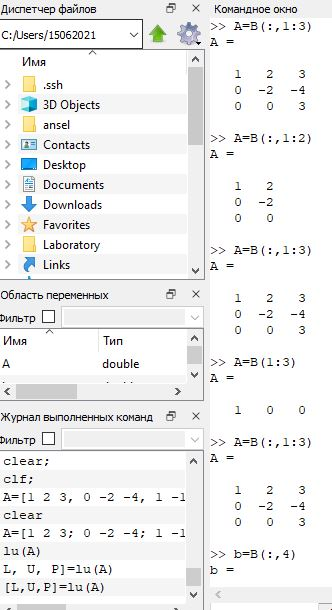 Диспетчер файлов
C:/Users/15062021
Имя
.ssh
3D Objects
ansel
Contacts
Desktop
Documents
Downloads
Favorites
Laboratory
Links
Область переменных
Фильтр
Имя Тип
A double
Журнал выполненных команд
Фильтр
clear;
clf;
A=[1 2 3, 0 -2 -4, 1 -1
clear
A=[1 2 3; 0 -2 -4; 1 -1
lu(A)
L, U, P]=lu(A)
[L,U,P]=lu(A)
Командное окно
>> A=B(:,1:3)
A =
1 2 3
0 -2 -4
0 0 3
>> A=B(:,1:2)
A =
1 2
0 -2
0 0
>> A=B(:,1:3)
A =
1 2 3
0 -2 -4
0 0 3
>> A=B(1:3)
A =
1 0 0
>> A=B(:,1:3)
A =
1 2 3
0 -2 -4
0 0 3
>> b=B(:,4)
b =